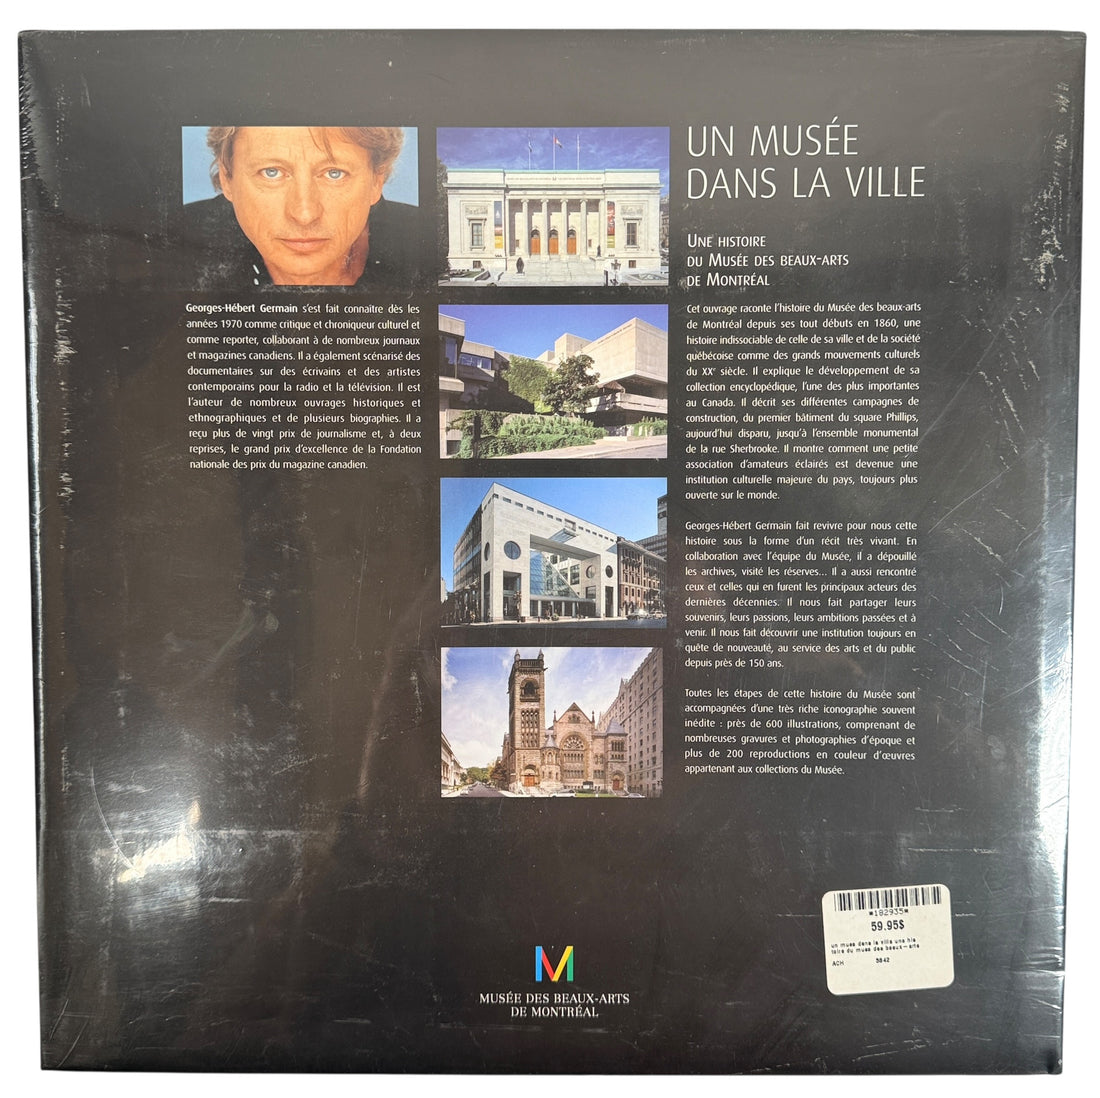 UN MUSÉE
DANS LA VILLE
UNE HISTOIRE
DU MUSÉE DES BEAUX-ARTS
DE MONTRÉAL
Georges-Hébert Germain s'est fait connaître dès les
années 1970 comme critique et chroniqueur culturel et
comme reporter, collaborant à de nombreux journaux
et magazines canadiens. Il a également scénarisé des
documentaires sur des écrivains et des artistes
contemporains pour la radio et la télévision. Il est
l'auteur de nombreux ouvrages historiques et
ethnographiques et de plusieurs biographies. Il a
reçu plus de vingt prix de journalisme et, à deux
reprises, le grand prix d'excellence de la Fondation
nationale des prix du magazine canadien.
Cet ouvrage raconte l'histoire du Musée des beaux-arts
de Montréal depuis ses tout débuts en 1860, une
histoire indissociable de celle de sa ville et de la société
québécoise comme des grands mouvements culturels
du XXe siècle. Il explique le développement de sa
collection encyclopédique, l'une des plus importantes
au Canada. Il décrit ses différentes campagnes de
construction, du premier bâtiment du square Phillips,
aujourd'hui disparu, jusqu'à l'ensemble monumental
de la rue Sherbrooke. Il montre comment une petite
association d'amateurs éclairés est devenue une
institution culturelle majeure du pays, toujours plus
ouverte sur le monde.
Georges-Hébert Germain fait revivre pour nous cette
histoire sous la forme d'un récit très vivant. En
collaboration avec l'équipe du Musée, il a dépouillé
les archives, visité les réserves... Il a aussi rencontré
ceux et celles qui en furent les principaux acteurs des
dernières décennies. Il nous fait partager leurs
souvenirs, leurs passions, leurs ambitions passées et à
venir. Il nous fait découvrir une institution toujours en
quête de nouveauté, au service des arts et du public
depuis près de 150 ans.
Toutes les étapes de cette histoire du Musée sont
accompagnées d'une très riche iconographie souvent
inédite : près de 600 illustrations, comprenant de
nombreuses gravures et photographies d'époque et
plus de 200 reproductions en couleur d'œuvres
appartenant aux collections du Musée.
*182935*
59.95$
un musе dans la ville une his
toire du musе des beaux-arts
ACH 3842
M
MUSÉE DES BEAUX-ARTS
DE MONTRÉAL